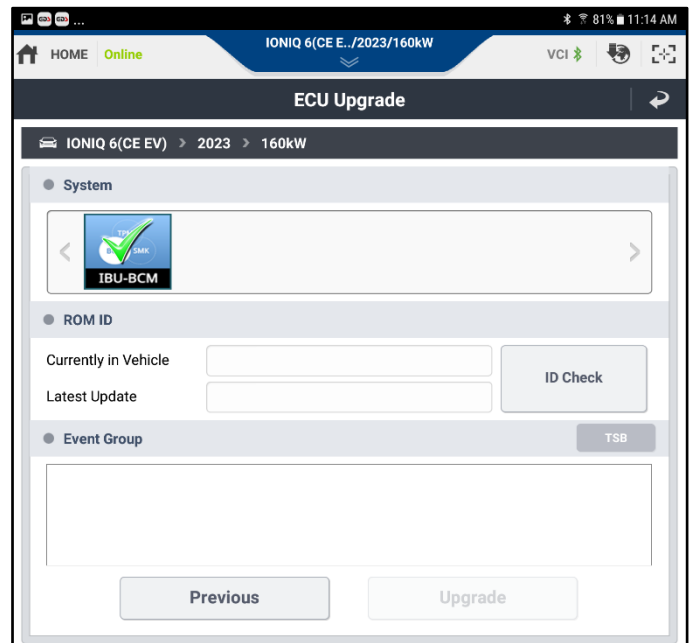 ... 81% 11:14 AM
HOME Online IONIQ 6(CE E../2023/160kW VCI
ECU Upgrade
IONIQ 6(CE EV) > 2023 > 160kW
System
SMK
IBU-BCM
ROM ID
Currently in Vehicle
ID Check
Latest Update
Event Group TSB
Previous Upgrade